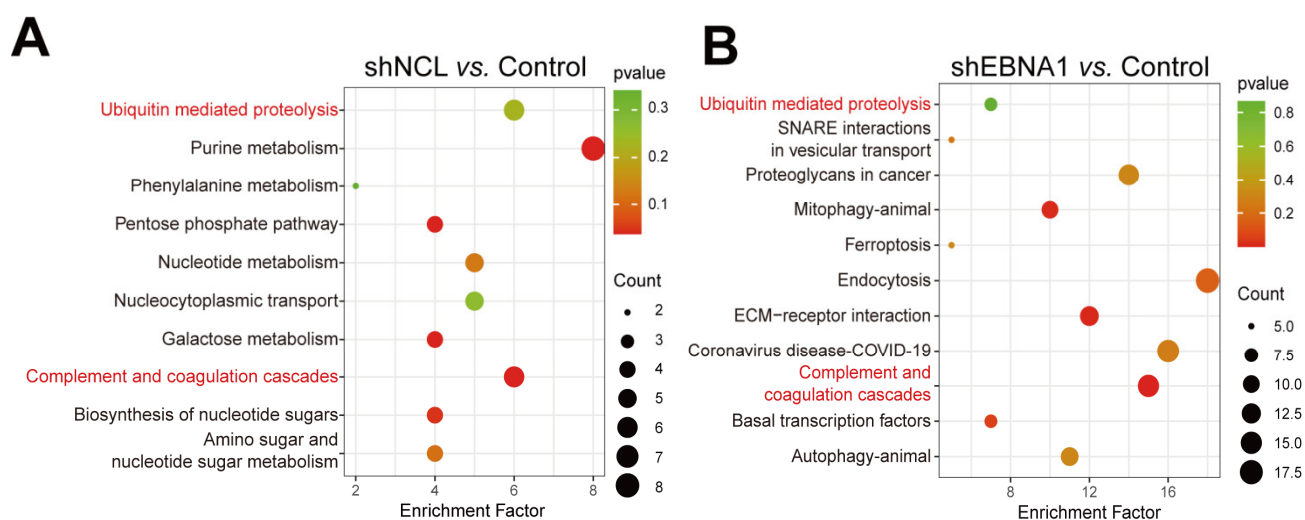 A
shNCL vs. Control
Ubiquitin mediated proteolysis
Purine metabolism
Phenylalanine metabolism
Pentose phosphate pathway
Nucleotide metabolism
Nucleocytoplasmic transport
Galactose metabolism
Complement and coagulation cascades
Biosynthesis of nucleotide sugars
Amino sugar and
nucleotide sugar metabolism
2 4 6 8
Enrichment Factor
pvalue
0.3
0.2
0.1
Count
2
3
4
5
6
7
8
B
shEBNA1 vs. Control
Ubiquitin mediated proteolysis
SNARE interactions
in vesicular transport
Proteoglycans in cancer
Mitophagy-animal
Ferroptosis
Endocytosis
ECM−receptor interaction
Coronavirus disease-COVID-19
Complement and
coagulation cascades
Basal transcription factors
Autophagy-animal
8 12 16
Enrichment Factor
pvalue
0.8
0.6
0.4
0.2
Count
5.0
7.5
10.0
12.5
15.0
17.5